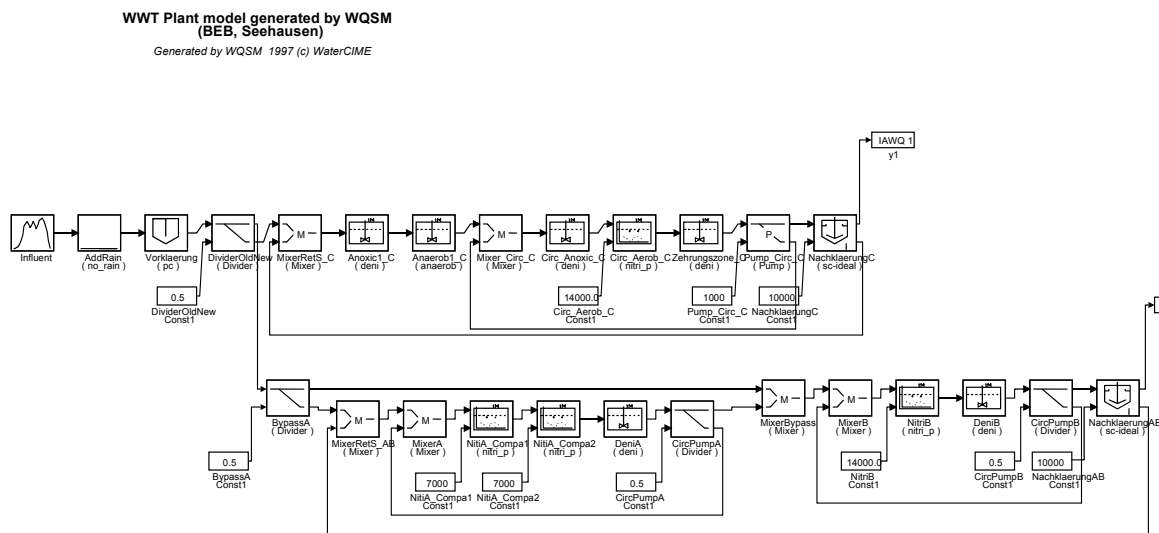 WWT Plant model generated by WQSM
(BEB, Seehausen)
Generated by WQSM 1997 (c) WaterCIME
IAWQ 1
y1
M
M
P
Influent
AddRain
( no_rain )
Vorklaerung
( pc )
DividerOldNew
( Divider )
MixerRetS_C
( Mixer )
Anoxic1_C
( deni )
Anaerob1_C
( anaerob )
Mixer_Circ_C
( Mixer )
Circ_Anoxic_C
( deni )
Circ_Aerob_C
( nitri_p )
Zehrungszone_C
( deni )
Pump_Circ_C
( Pump )
NachklaerungC
( sc-ideal )
0.5
DividerOldNew
Const1
14000.0
Circ_Aerob_C
Const1
1000
Pump_Circ_C
Const1
10000
NachklaerungC
Const1
BypassA
( Divider )
M
MixerRetS_AB
( Mixer )
M
MixerA
( Mixer )
NitiA_Compa1
( nitri_p )
NitiA_Compa2
( nitri_p )
DeniA
( deni )
CircPumpA
( Divider )
M
MixerBypass
( Mixer )
M
MixerB
( Mixer )
NitriB
( nitri_p )
DeniB
( deni )
CircPumpB
( Divider )
NachklaerungAB
( sc-ideal )
0.5
BypassA
Const1
7000
NitiA_Compa1
Const1
7000
NitiA_Compa2
Const1
0.5
CircPumpA
Const1
14000.0
NitriB
Const1
0.5
CircPumpB
Const1
10000
NachklaerungAB
Const1